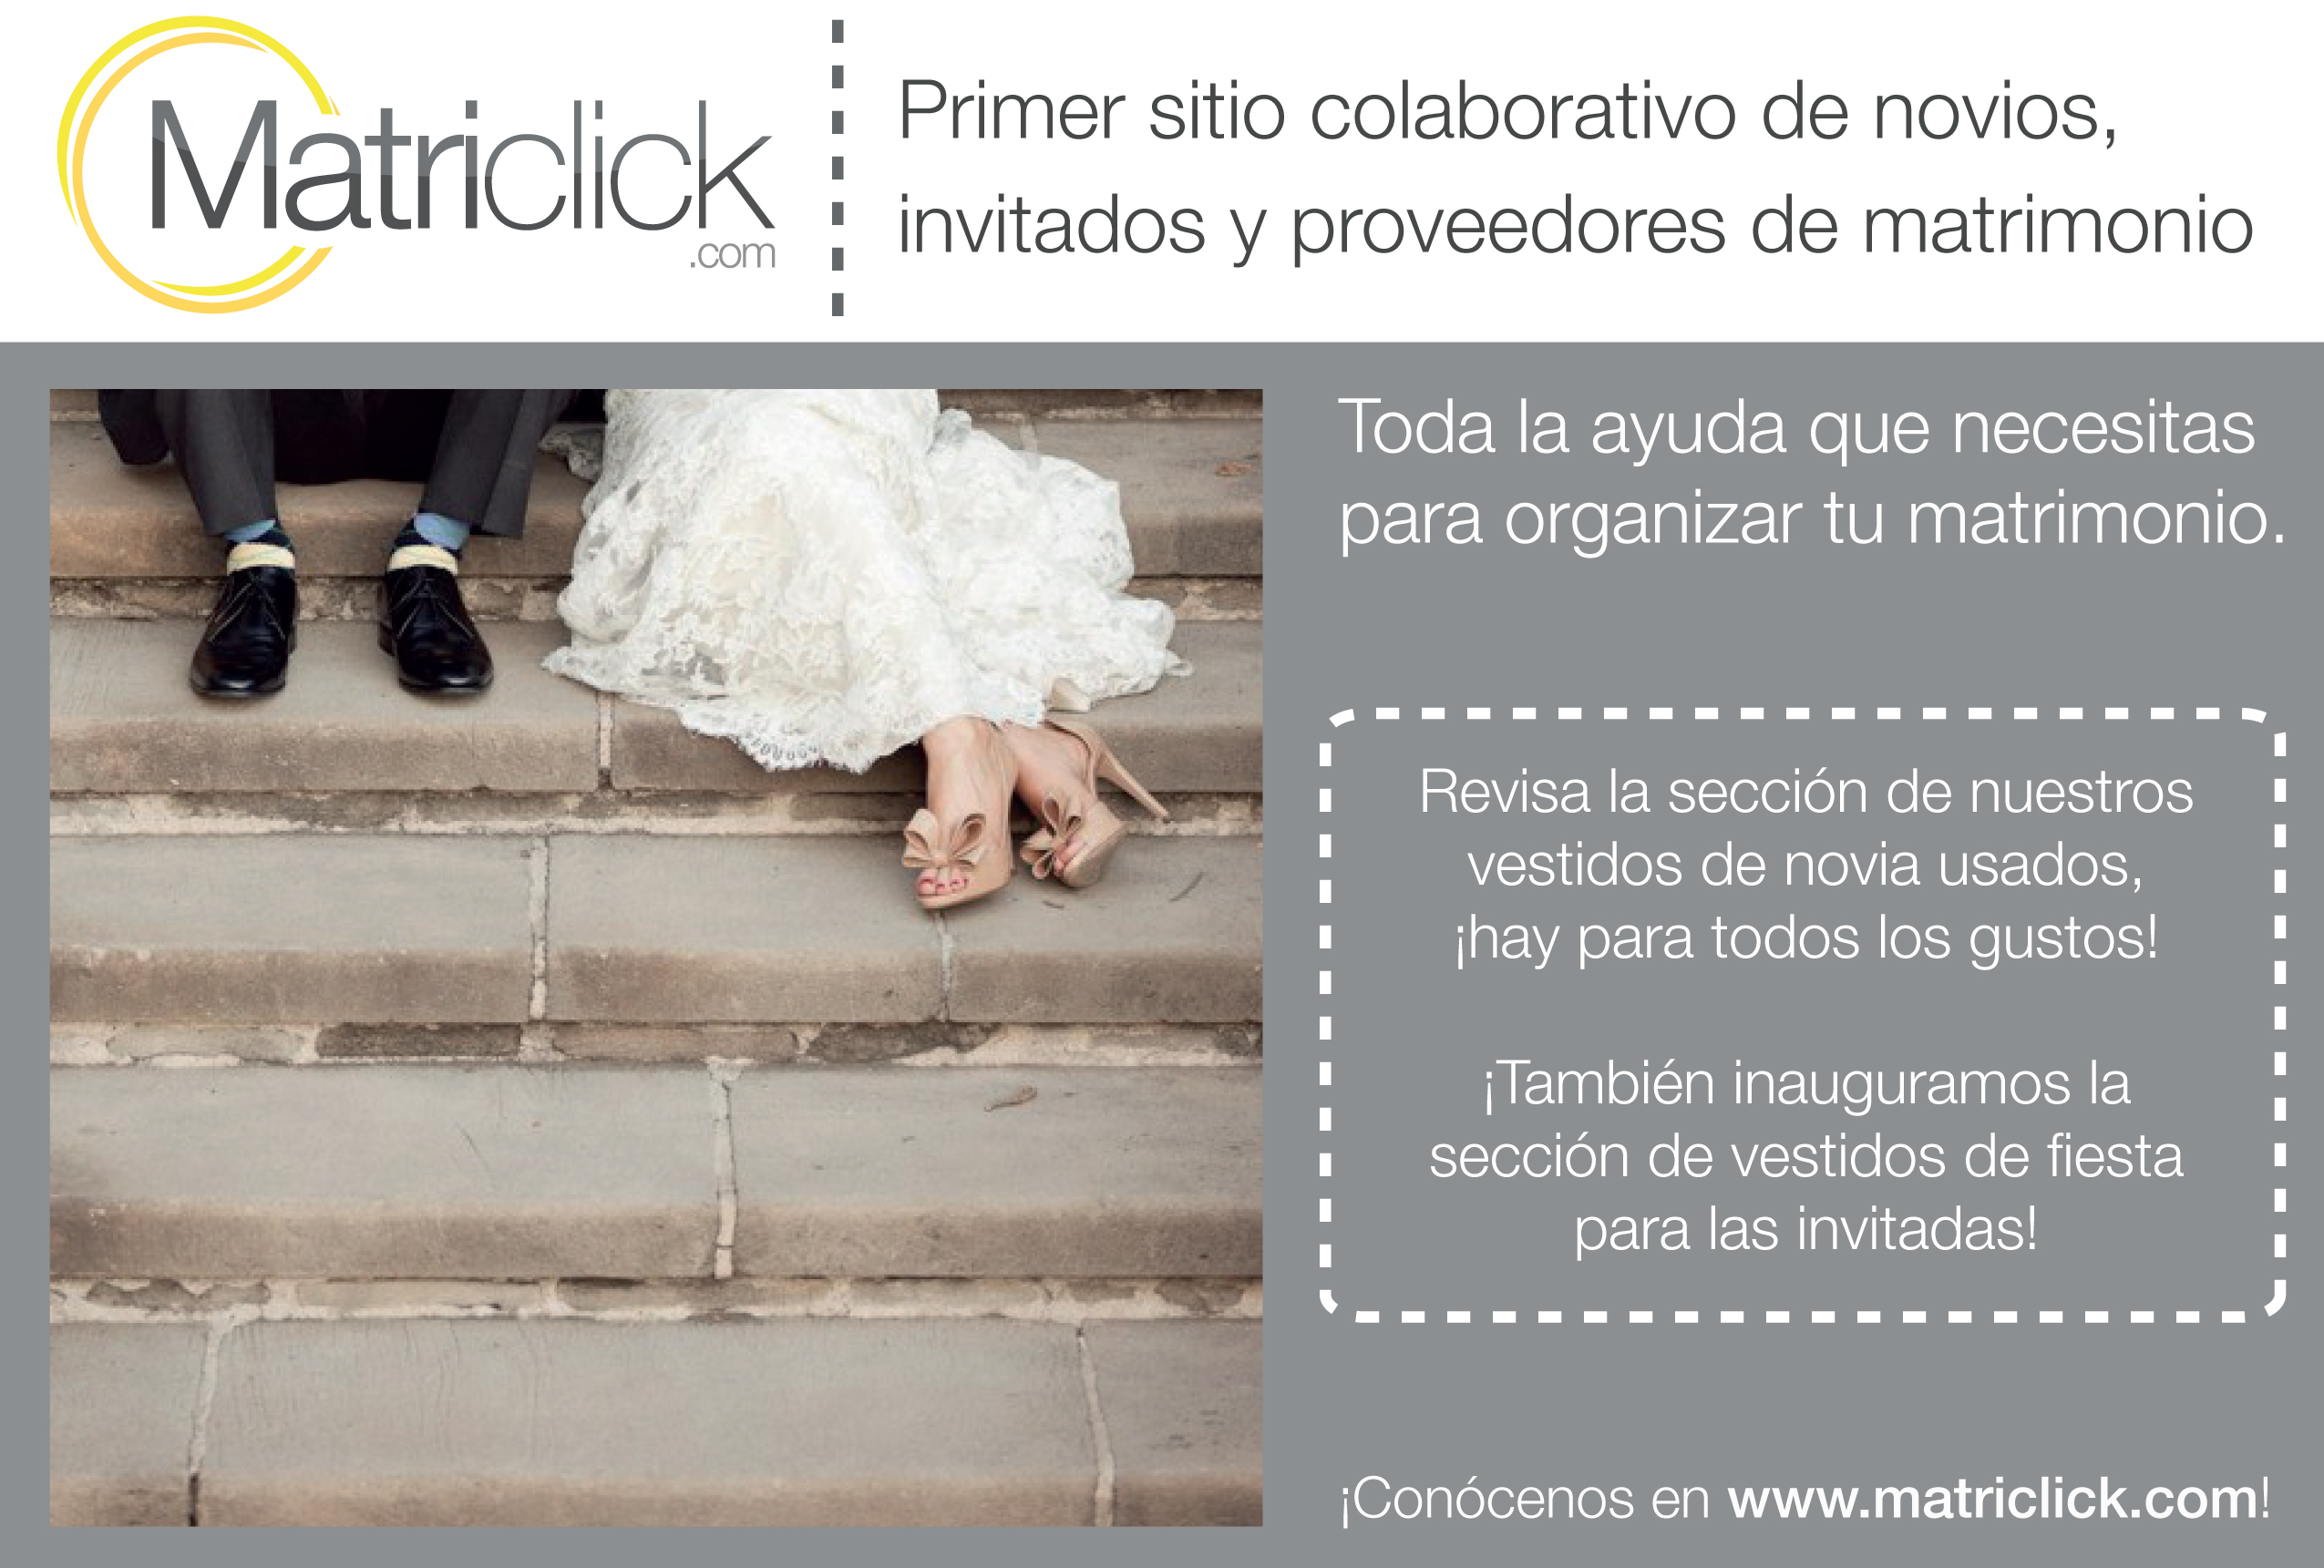 Matriclick
.com
Primer sitio colaborativo de novios,
invitados y proveedores de matrimonio
Toda la ayuda que necesitas
para organizar tu matrimonio.
Revisa la sección de nuestros
vestidos de novia usados,
¡hay para todos los gustos!
¡También inauguramos la
sección de vestidos de fiesta
para las invitadas!
¡Conócenos en www.matriclick.com!